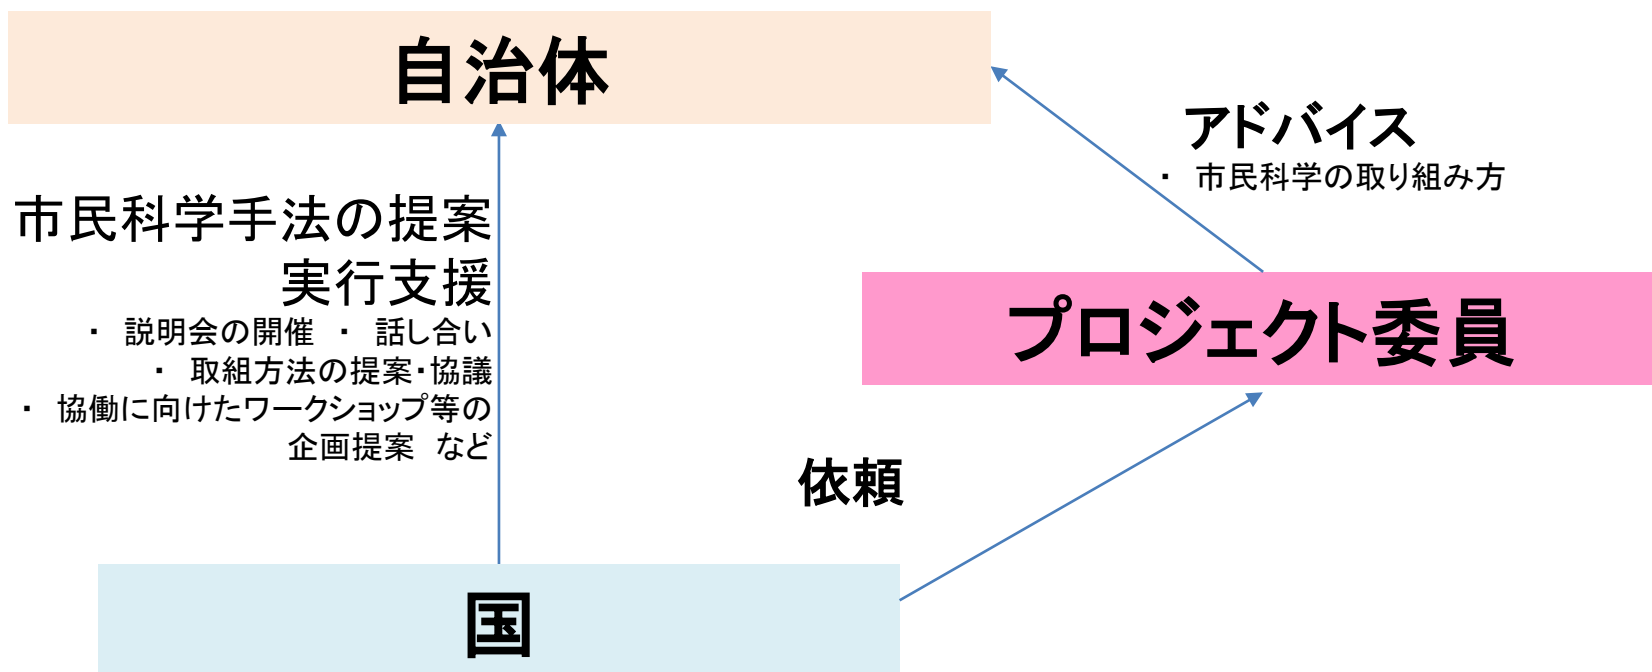 自治体
アドバイス
・ 市民科学の取り組み方
市民科学手法の提案
実行支援
・ 説明会の開催 ・ 話し合い
・ 取組方法の提案・協議
・ 協働に向けたワークショップ等の
企画提案 など
プロジェクト委員
依頼
国